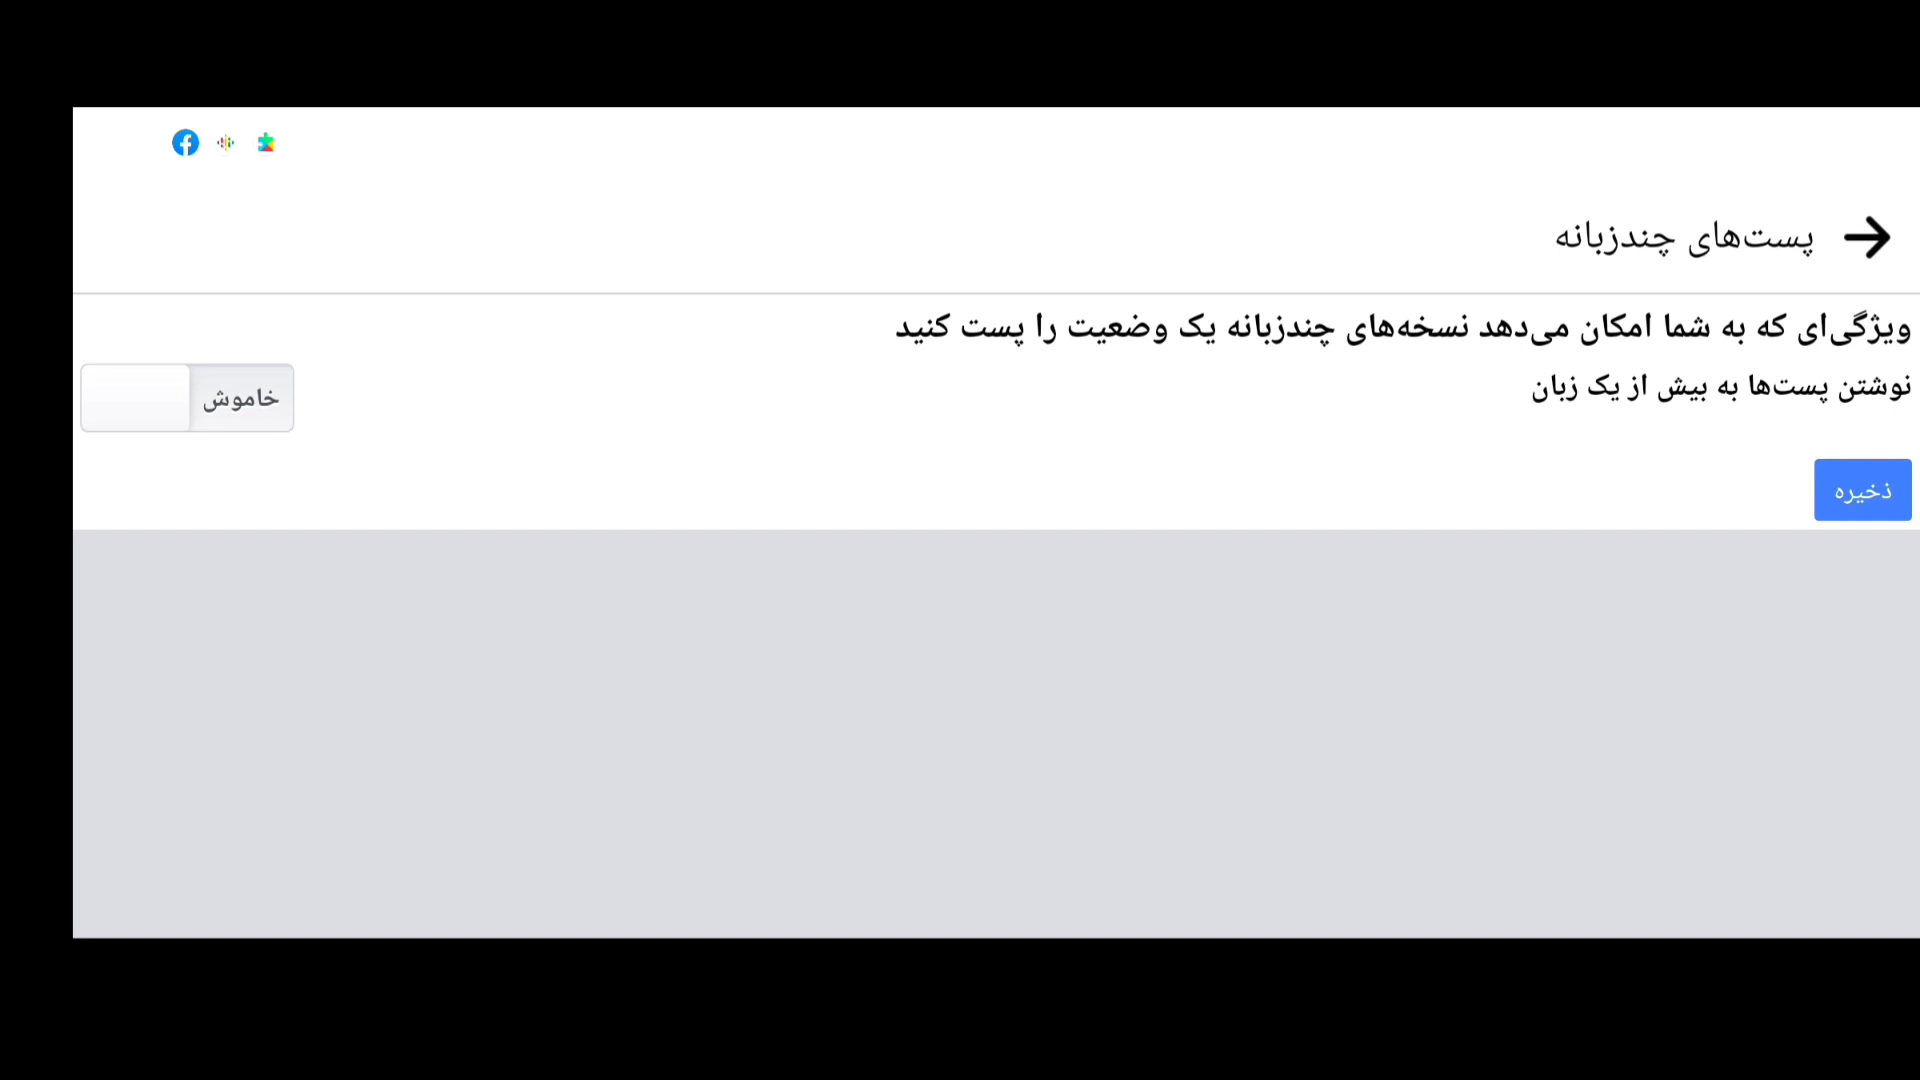 پست‌های چندزبانه
ویژگی‌ای که به شما امکان می‌دهد نسخه‌های چندزبانه یک وضعیت را پست کنید
نوشتن پست‌ها به بیش از یک زبان
خاموش
ذخیره